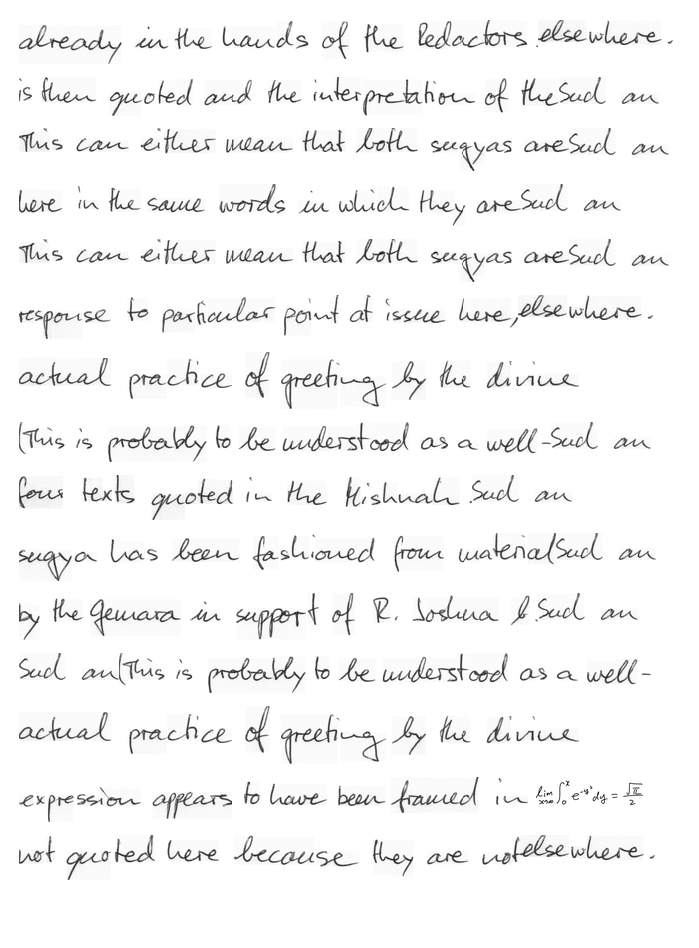 already in the hands of the Redactors elsewhere.
is then quoted and the interpretation of the Sud an
This can either mean that both sugyas are Sud an
here in the same words in which they are Sud an
This can either mean that both sugyas are Sud an
response to particular point at issue here, elsewhere.
actual practice of greeting by the divine
(This is probably to be understood as a well-Sud an
four texts quoted in the Mishnah. Sud an
sugya has been fashioned from material Sud an
by the Gemara in support of R. Joshua b. Sud an
Sud an (This is probably to be understood as a well-
actual practice of greeting by the divine
expression appears to have been framed in $\lim_{x \to \infty} \int_0^x e^{-y^2} dy = \frac{\sqrt{\pi}}{2}$
not quoted here because they are not elsewhere.